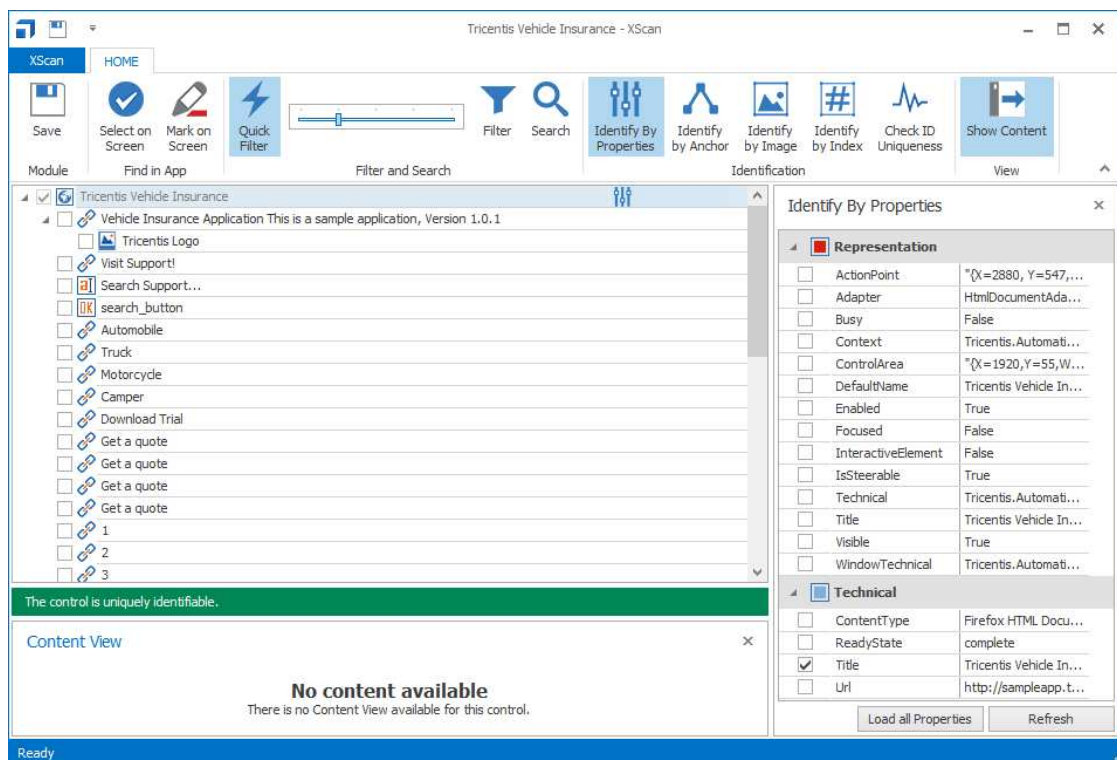 Tricentis Vehicle Insurance - XScan
XScan
HOME
Save
Select on
Screen
Mark on
Screen
Quick
Filter
Filter
Search
Identify By
Properties
Identify
by Anchor
Identify
by Image
Identify
by Index
Check ID
Uniqueness
Show Content
Module
Find in App
Filter and Search
Identification
View
Tricentis Vehicle Insurance
Vehicle Insurance Application This is a sample application, Version 1.0.1
Tricentis Logo
Visit Support!
a Search Support...
OK search_button
Automobile
Truck
Motorcycle
Camper
Download Trial
Get a quote
Get a quote
Get a quote
Get a quote
1
2
3
The control is uniquely identifiable.
Content View
No content available
There is no Content View available for this control.
Identify By Properties
Representation
ActionPoint "{X=2880, Y=547,...
Adapter HtmlDocumentAda...
Busy False
Context Tricentis.Automati...
ControlArea "{X=1920,Y=55,W...
DefaultName Tricentis Vehicle In...
Enabled True
Focused False
InteractiveElement False
IsSteerable True
Technical Tricentis.Automati...
Title Tricentis Vehicle In...
Visible True
WindowTechnical Tricentis.Automati...
Technical
ContentType Firefox HTML Docu...
ReadyState complete
Title Tricentis Vehicle In...
Url http://sampleapp.t...
Load all Properties
Refresh
Ready